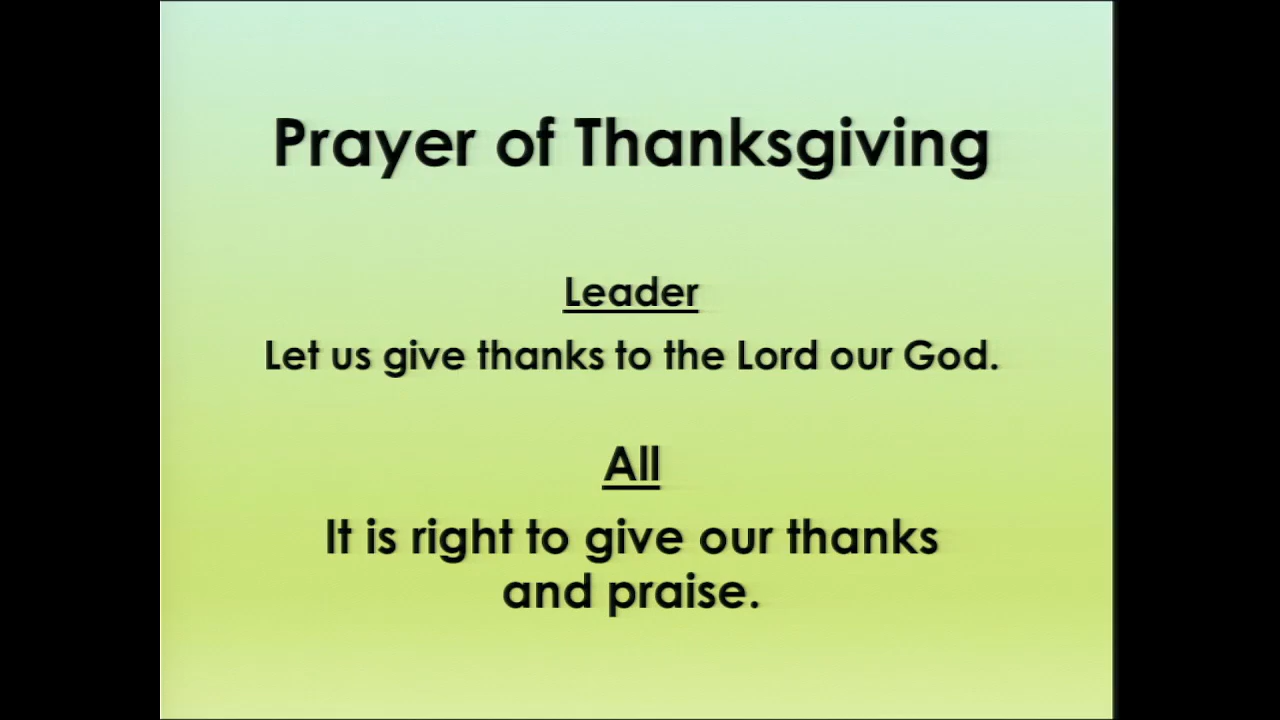 Prayer of Thanksgiving
Leader
Let us give thanks to the Lord our God.
All
It is right to give our thanks
and praise.